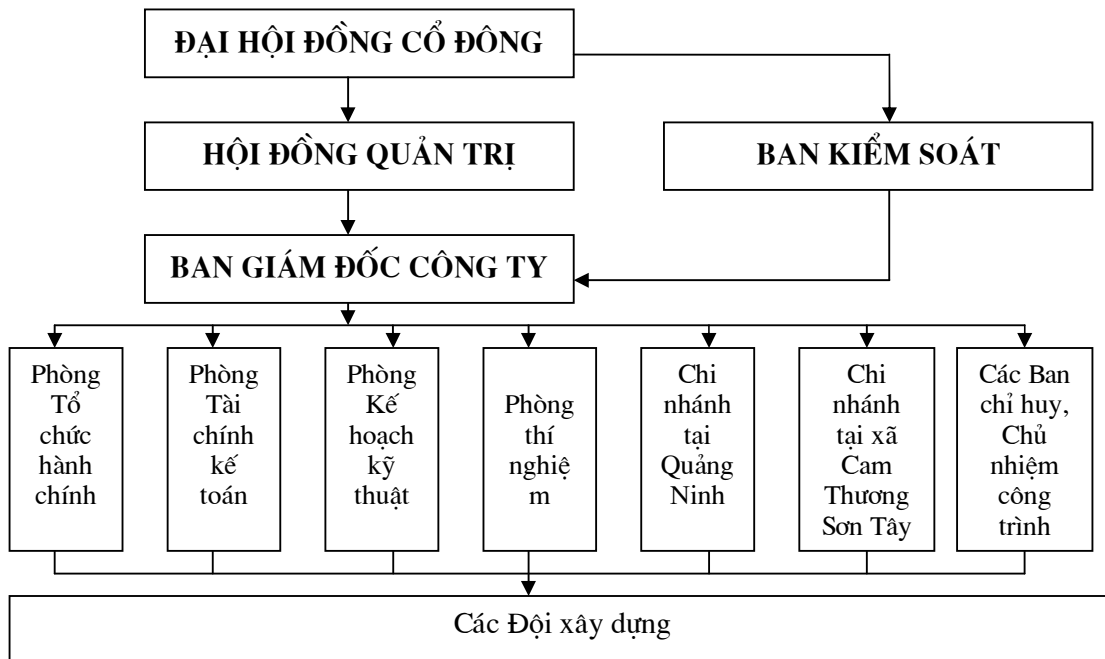 ĐẠI HỘI ĐỒNG CỔ ĐÔNG
HỘI ĐỒNG QUẢN TRỊ
BAN KIỂM SOÁT
BAN GIÁM ĐỐC CÔNG TY
Phòng
Tổ
chức
hành
chính
Phòng
Tài
chính
kế
toán
Phòng
Kế
hoạch
kỹ
thuật
Phòng
thí
nghiệ
m
Chi
nhánh
tại
Quảng
Ninh
Chi
nhánh
tại xã
Cam
Thương
Sơn Tây
Các Ban
chỉ huy,
Chủ
nhiệm
công
trình
Các Đội xây dựng